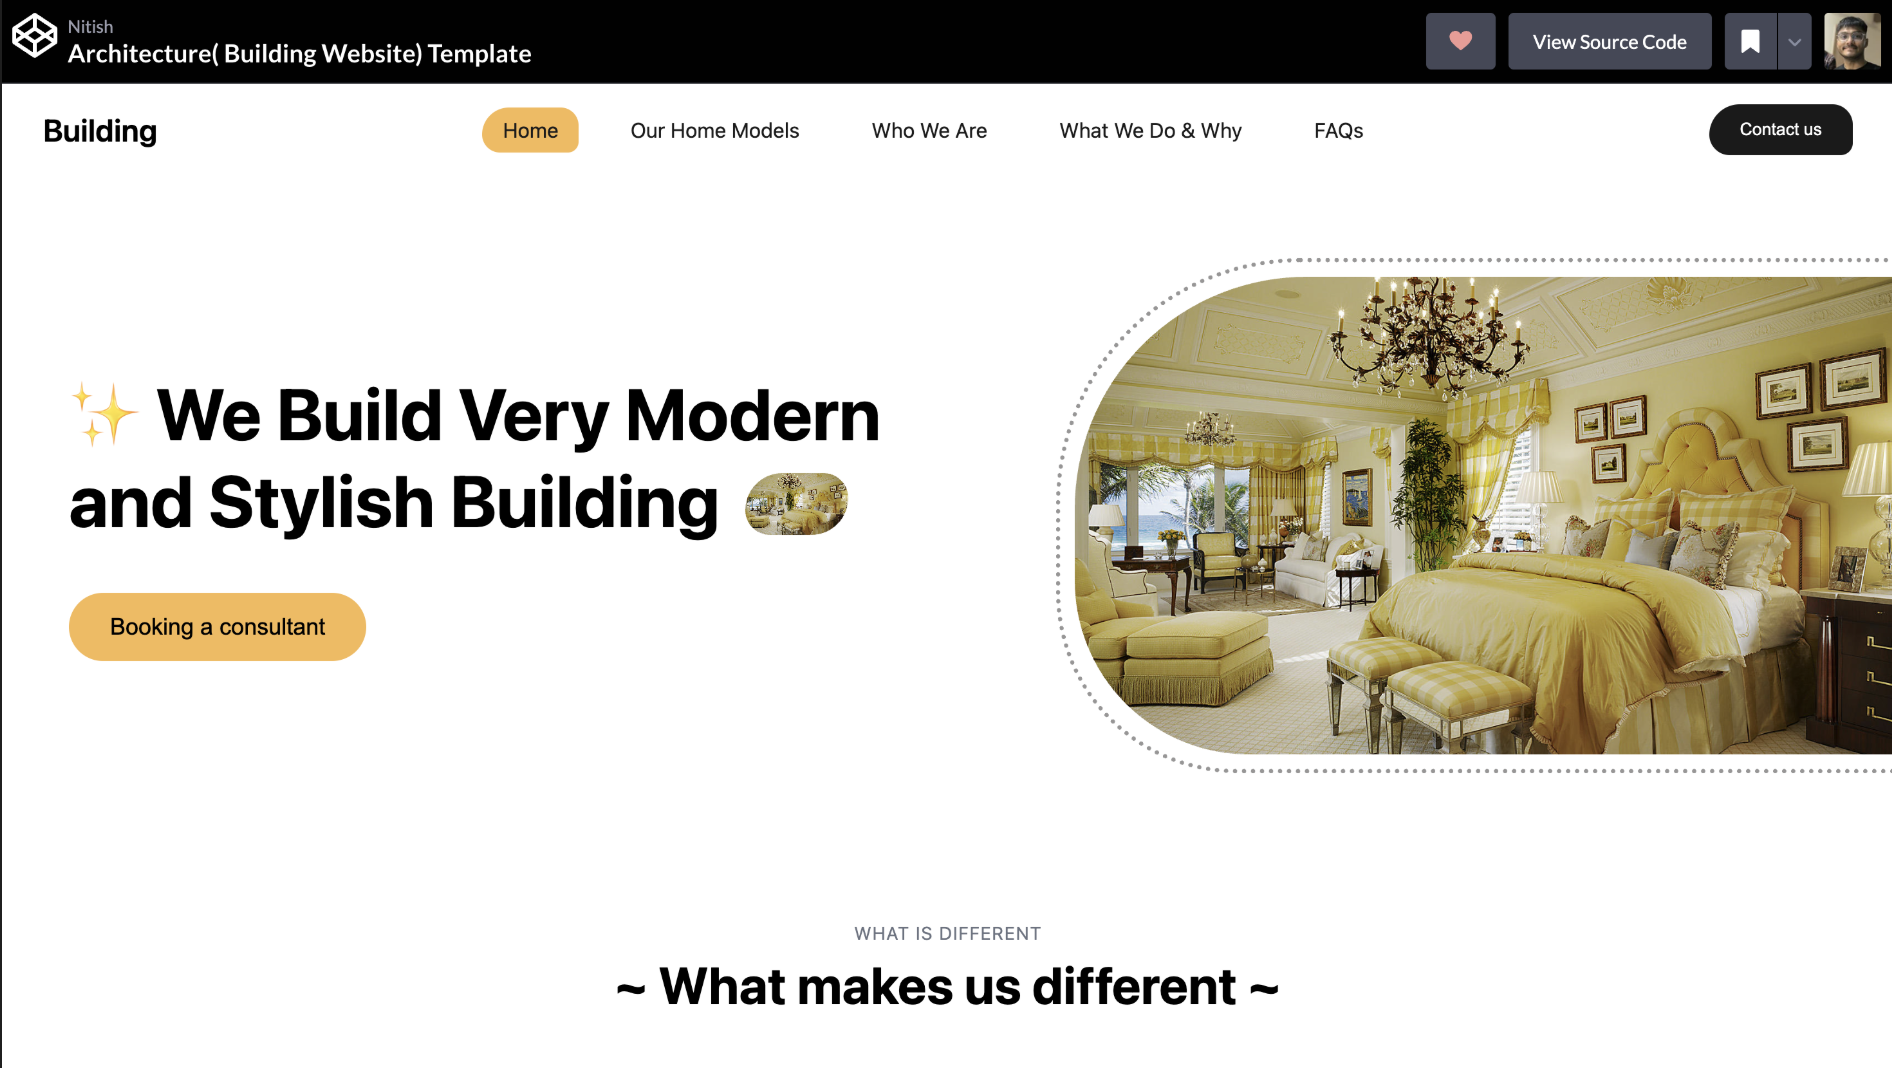 Nitish
Architecture( Building Website) Template
View Source Code
Building
Home
Our Home Models
Who We Are
What We Do & Why
FAQs
Contact us
✨ We Build Very Modern
and Stylish Building
Booking a consultant
WHAT IS DIFFERENT
~ What makes us different ~